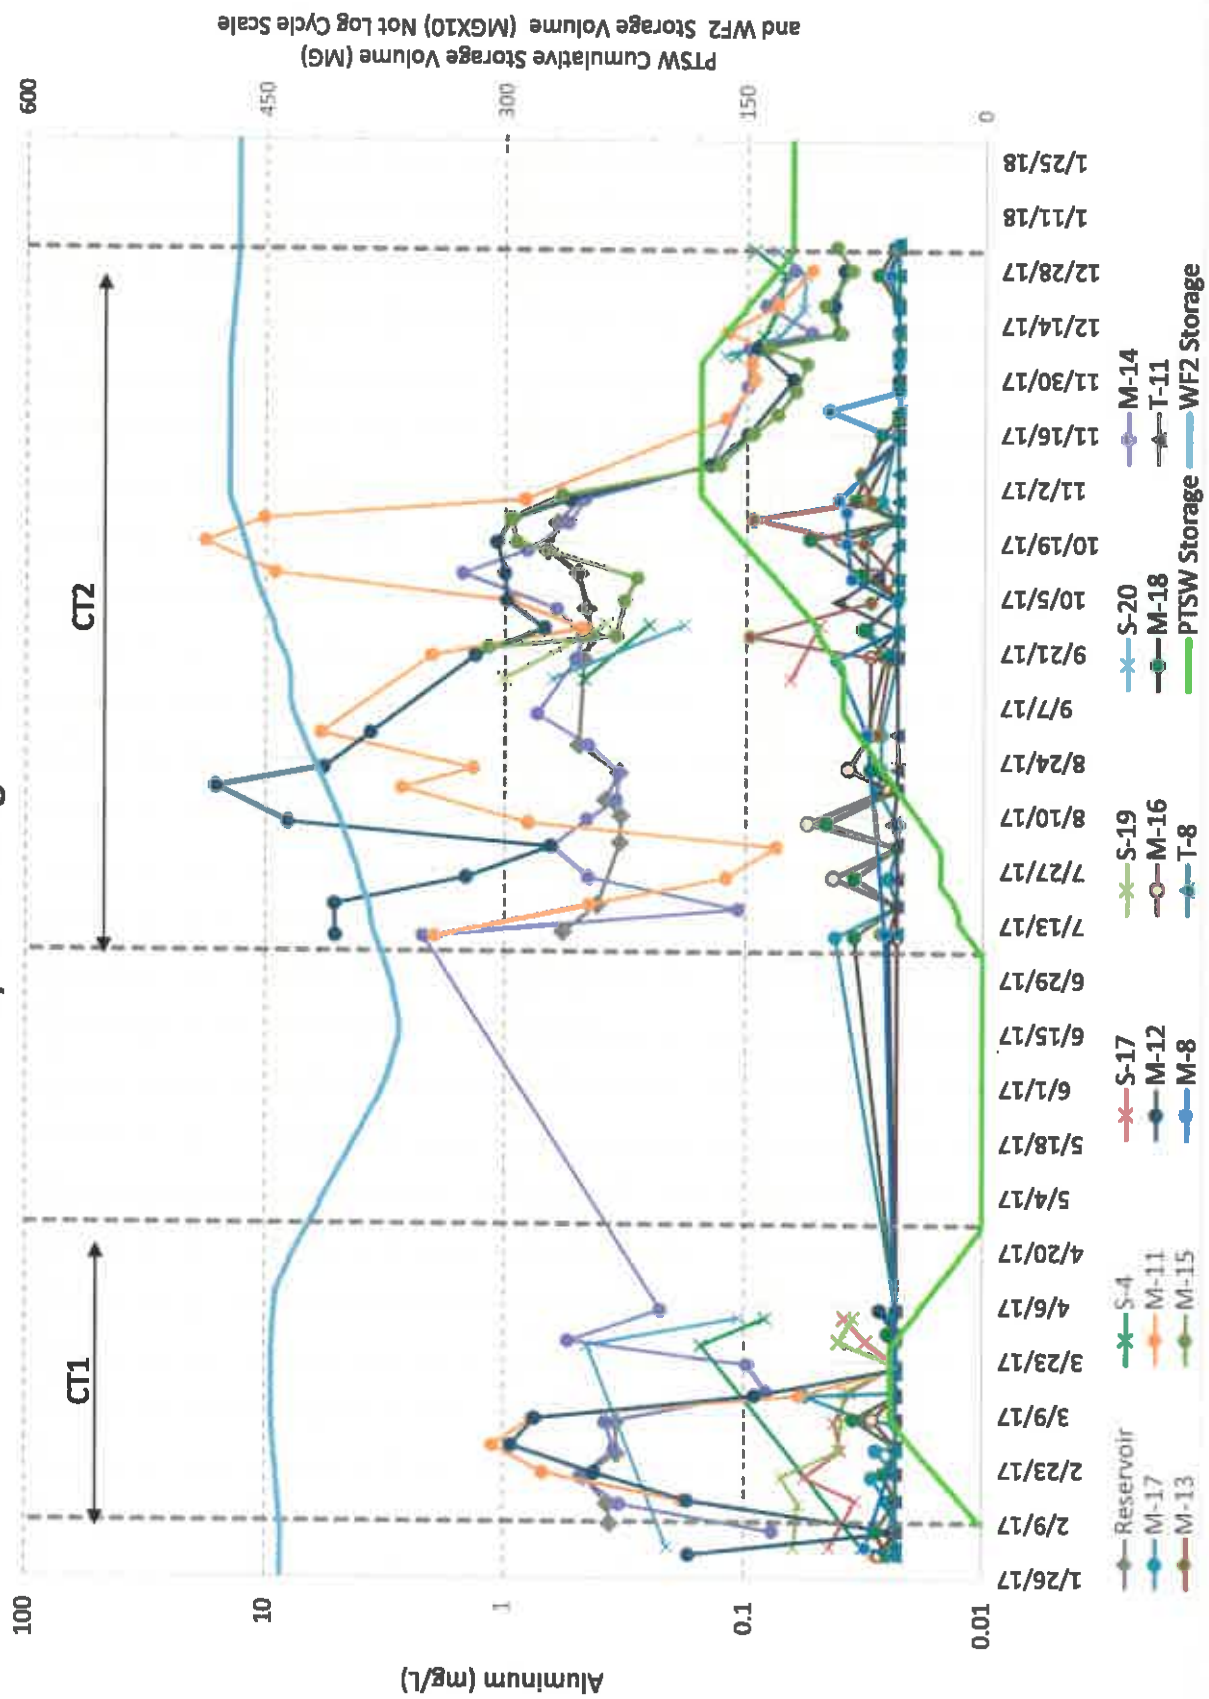 CT1
CT2
Aluminum (mg/L)
100
10
1
0.1
0.01
PTSW Cumulative Storage Volume (MG)
and WF2 Storage Volume (MGX10) Not Log Cycle Scale
600
450
300
150
0
1/26/17
2/9/17
2/23/17
3/9/17
3/23/17
4/6/17
4/20/17
5/4/17
5/18/17
6/1/17
6/15/17
6/29/17
7/13/17
7/27/17
8/10/17
8/24/17
9/7/17
9/21/17
10/5/17
10/19/17
11/2/17
11/16/17
11/30/17
12/14/17
12/28/17
1/11/18
1/25/18
Reservoir
S-4
S-17
S-19
S-20
M-14
M-17
M-11
M-12
M-16
M-18
T-11
M-13
M-15
M-8
T-8
PTSW Storage
WF2 Storage